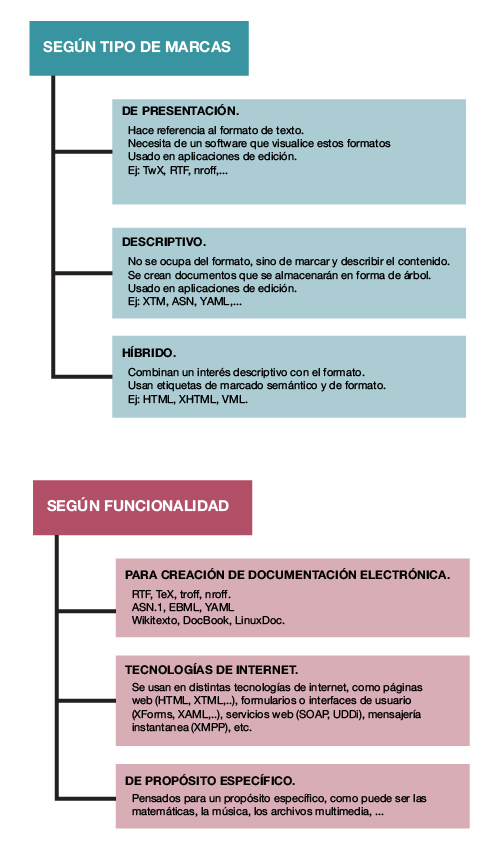 SEGÚN TIPO DE MARCAS
DE PRESENTACIÓN.
Hace referencia al formato de texto.
Necesita de un software que visualice estos formatos
Usado en aplicaciones de edición.
Ej: TwX, RTF, nroff,...
DESCRIPTIVO.
No se ocupa del formato, sino de marcar y describir el contenido.
Se crean documentos que se almacenarán en forma de árbol.
Usado en aplicaciones de edición.
Ej: XTM, ASN, YAML,...
HÍBRIDO.
Combinan un interés descriptivo con el formato.
Usan etiquetas de marcado semántico y de formato.
Ej: HTML, XHTML, VML.
SEGÚN FUNCIONALIDAD
PARA CREACIÓN DE DOCUMENTACIÓN ELECTRÓNICA.
RTF, TeX, troff, nroff.
ASN.1, EBML, YAML
Wikitexto, DocBook, LinuxDoc.
TECNOLOGÍAS DE INTERNET.
Se usan en distintas tecnologías de internet, como páginas
web (HTML, XTML,..), formularios o interfaces de usuario
(XForms, XAML,..), servicios web (SOAP, UDDi), mensajería
instantanea (XMPP), etc.
DE PROPÓSITO ESPECÍFICO.
Pensados para un propósito específico, como puede ser las
matemáticas, la música, los archivos multimedia, ...